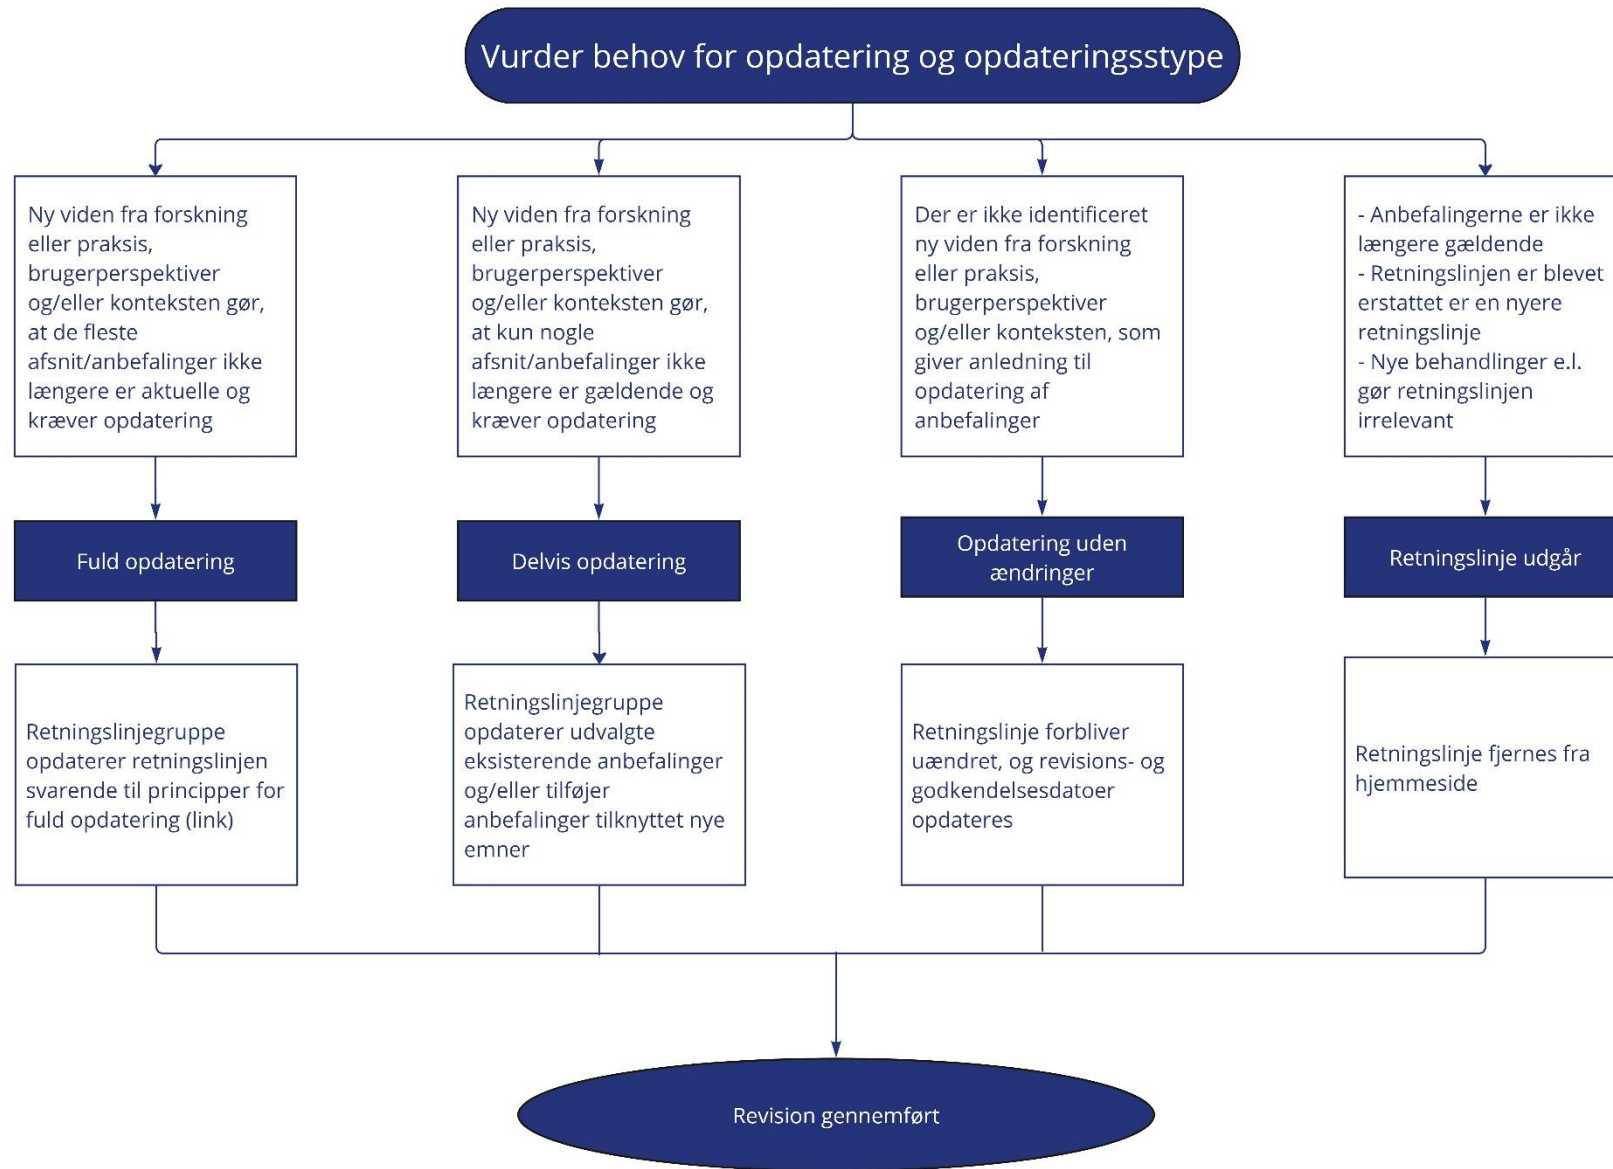 Vurder behov for opdatering og opdateringsstype
Ny viden fra forskning
eller praksis,
brugerperspektiver
og/eller konteksten gør,
at de fleste
afsnit/anbefalinger ikke
længere er aktuelle og
kræver opdatering
Ny viden fra forskning
eller praksis,
brugerperspektiver
og/eller konteksten gør,
at kun nogle
afsnit/anbefalinger ikke
længere er gældende og
kræver opdatering
Der er ikke identificeret
ny viden fra forskning
eller praksis,
brugerperspektiver
og/eller konteksten, som
giver anledning til
opdatering af
anbefalinger
- Anbefalingerne er ikke
længere gældende
- Retningslinjen er blevet
erstattet er en nyere
retningslinje
- Nye behandlinger e.l.
gør retningslinjen
irrelevant
Fuld opdatering
Delvis opdatering
Opdatering uden
ændringer
Retningslinje udgår
Retningslinjegruppe
opdaterer retningslinjen
svarende til principper for
fuld opdatering (link)
Retningslinjegruppe
opdaterer udvalgte
eksisterende anbefalinger
og/eller tilføjer
anbefalinger tilknyttet nye
emner
Retningslinje forbliver
uændret, og revisions- og
godkendelsesdatoer
opdateres
Retningslinje fjernes fra
hjemmeside
Revision gennemført